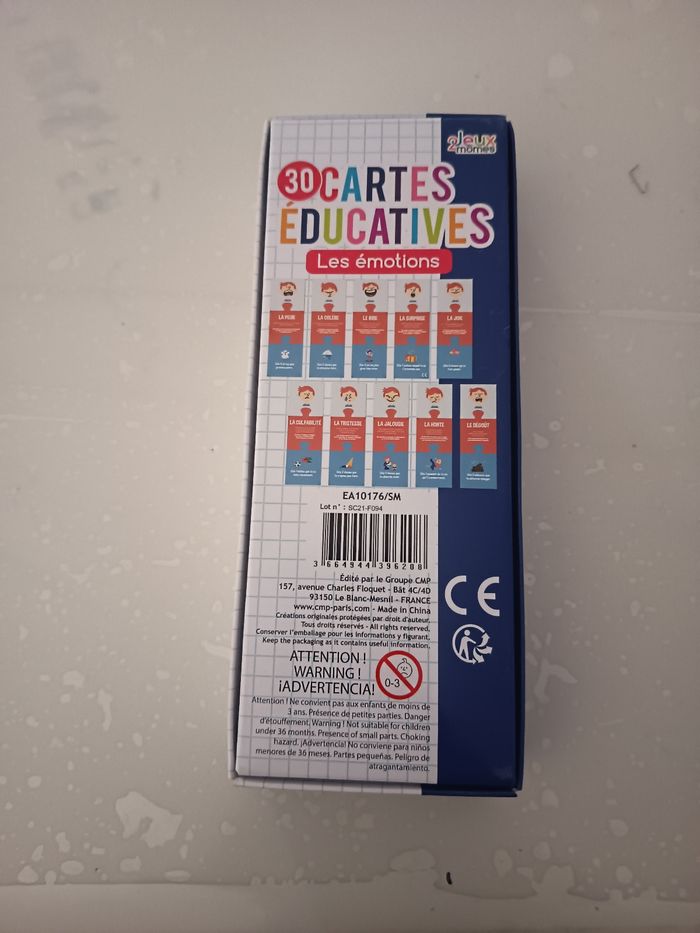 2Jeux
mômes
30 CARTES
ÉDUCATIVES
Les émotions
LA PEUR
LA COLERE
LE RIRE
LA SURPRISE
LA JOIE
LA CULPABILITÉ
LA TRISTESSE
LA JALOUSIE
LA HONTE
LE DÉGOÛT
EA10176/SM
Lot n° : SC21-F094
3 664944 396208
Édité par le Groupe CMP
157, avenue Charles Floquet - Bât 4C/4D
93150 Le Blanc-Mesnil - FRANCE
www.cmp-paris.com - Made in China
Créations originales protégées par droit d'auteur.
Tous droits réservés - All rights reserved.
Conserver l'emballage pour les informations y figurant.
Keep the packaging as it contains useful information.
CE
ATTENTION !
WARNING !
¡ADVERTENCIA!
0-3
Attention ! Ne convient pas aux enfants de moins de
3 ans. Présence de petites parties. Danger
d'étouffement. Warning ! Not suitable for children
under 36 months. Presence of small parts. Choking
hazard. ¡Advertencia! No conviene para niños
menores de 36 meses. Partes pequeñas. Peligro de
atragantamiento.